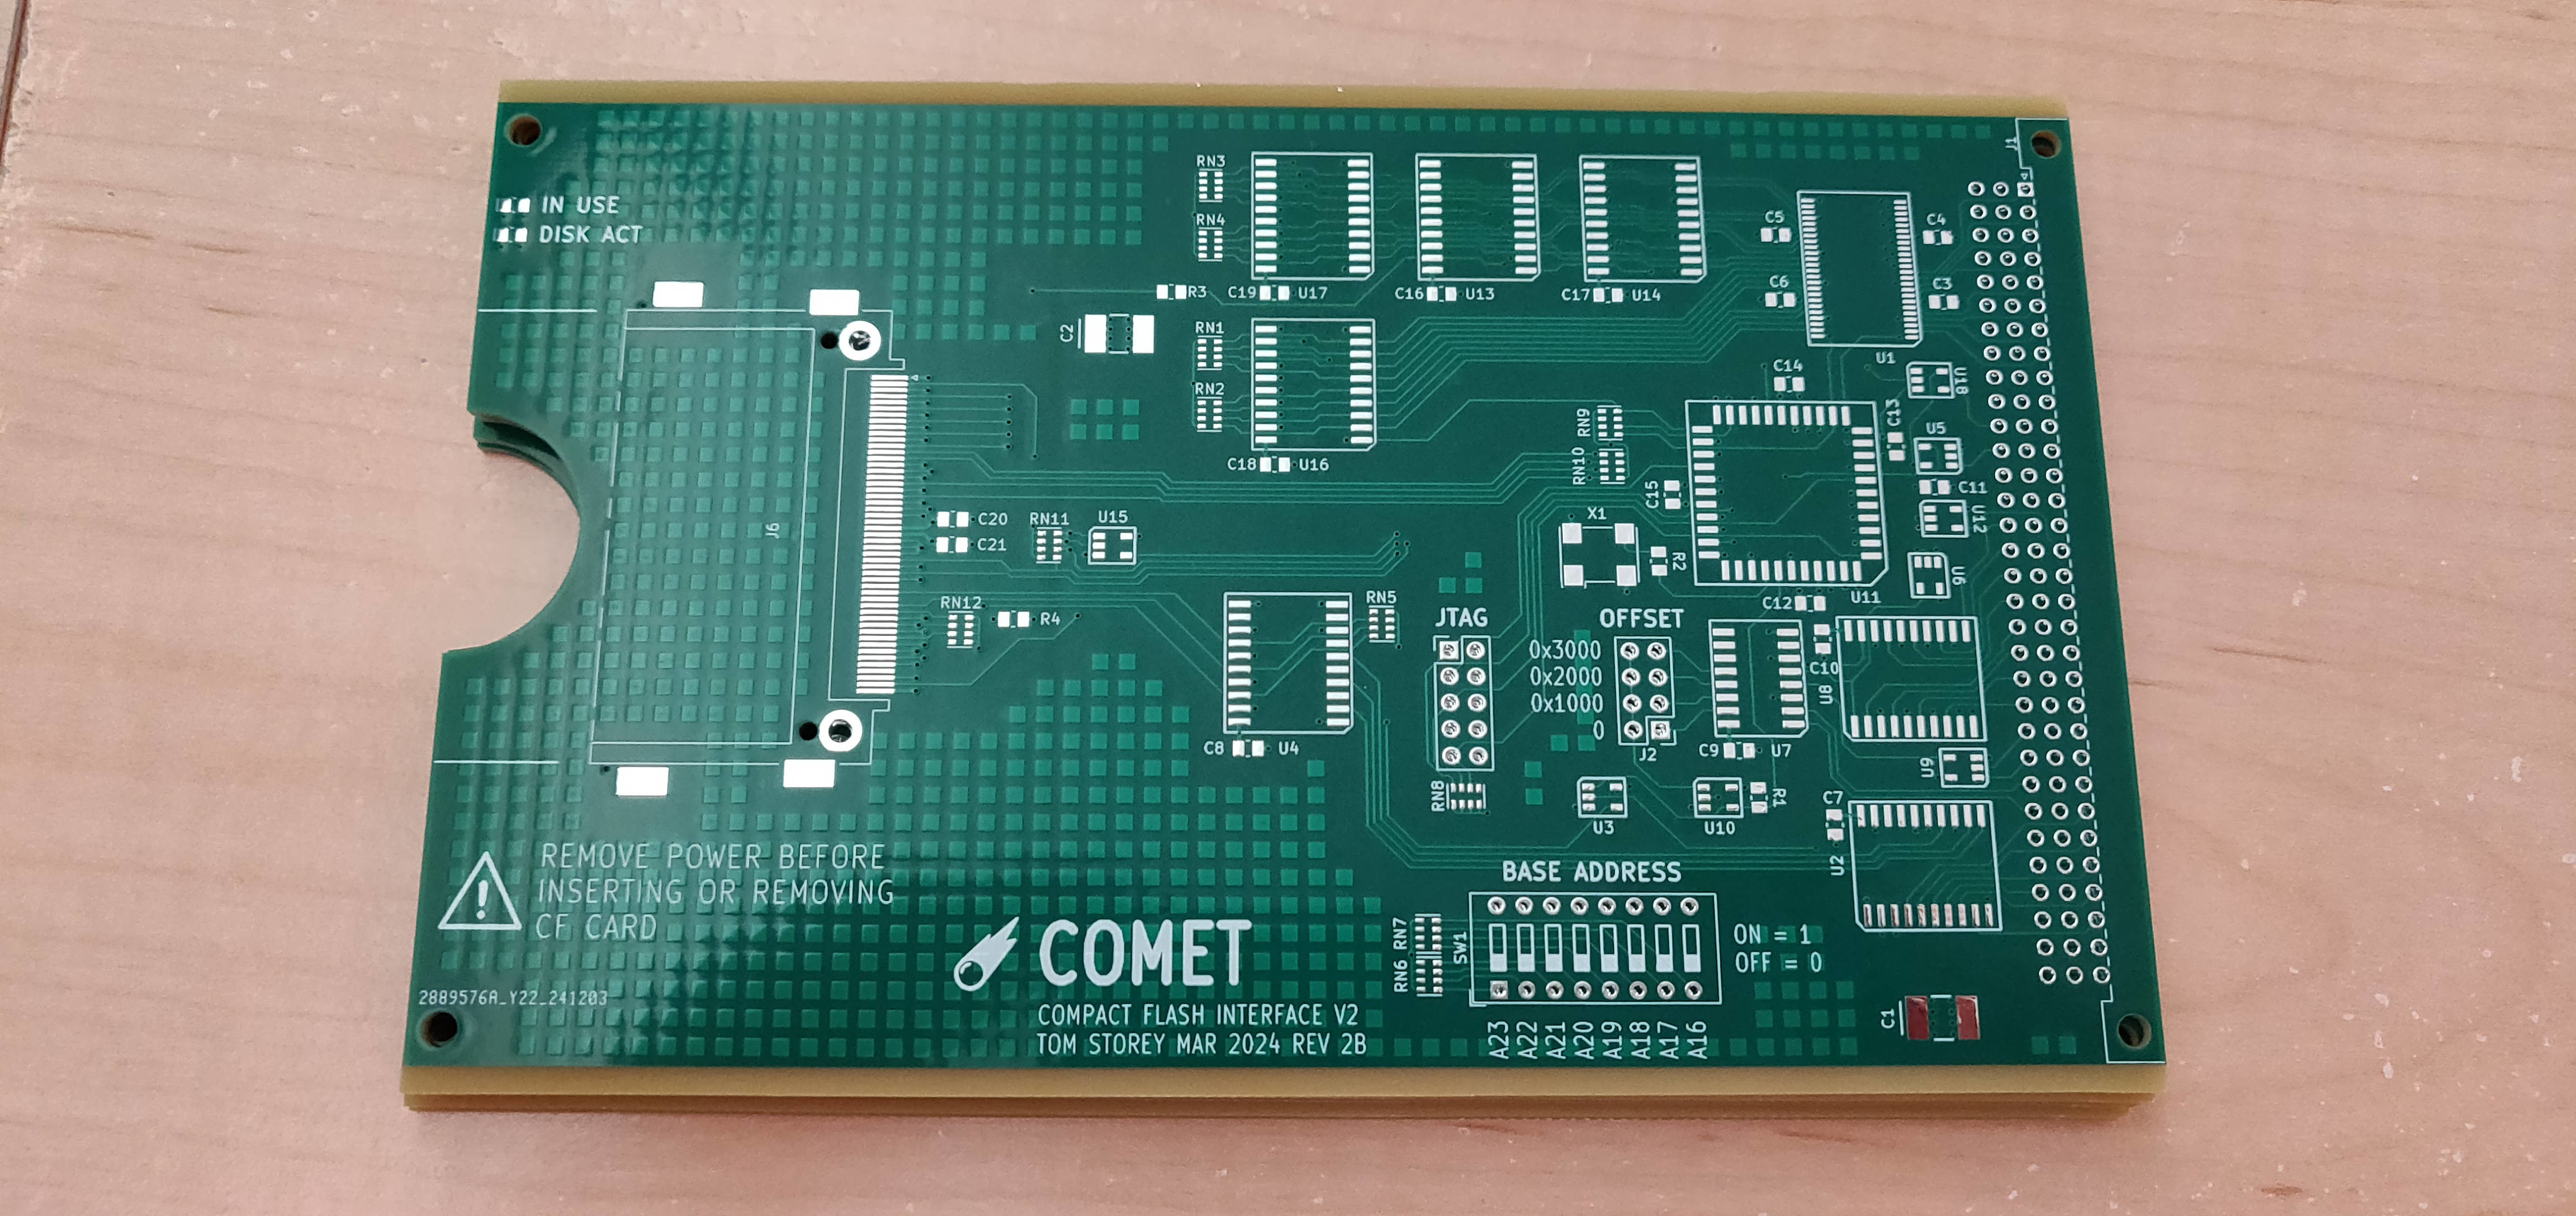 J1
RN3
IN USE
RN4
DISK ACT
C5
C4
C6
C3
R3
C19
U17
C16
U13
C17
U14
C2
RN1
U1
C14
U18
RN2
C13
RN9
U5
C18
U16
RN10
C11
C15
J6
C20
RN11
U15
X1
U12
C21
R2
U6
RN12
RN5
C12
U11
R4
JTAG
OFFSET
0x3000
0x2000
0x1000
0
C10
U8
C8
U4
J2
C9
U7
U9
RN8
R1
U3
U10
C7
REMOVE POWER BEFORE
INSERTING OR REMOVING
CF CARD
U2
BASE ADDRESS
RN7
RN6
SW1
ON = 1
OFF = 0
COMET
2889576A_Y22_241203
COMPACT FLASH INTERFACE V2
TOM STOREY MAR 2024 REV 2B
C1
A23
A22
A21
A20
A19
A18
A17
A16